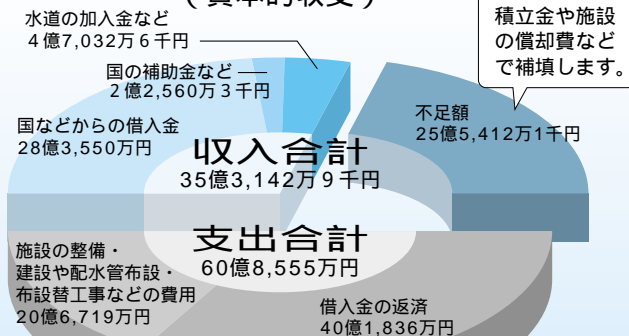 （資本的収支）
水道の加入金など
4億7,032万6千円
国の補助金など
2億2,560万3千円
国などからの借入金
28億3,550万円
収入合計
35億3,142万9千円
積立金や施設
の償却費など
で補填します。
不足額
25億5,412万1千円
支出合計
60億8,555万円
施設の整備・
建設や配水管布設・
布設替工事などの費用
20億6,719万円
借入金の返済
40億1,836万円